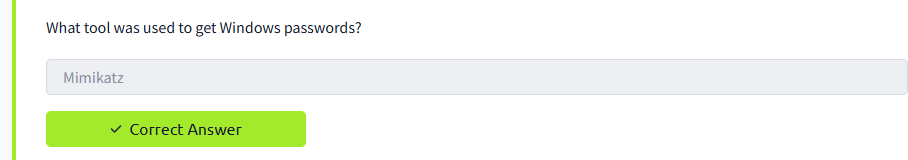 What tool was used to get Windows passwords?
Mimikatz
✓ Correct Answer